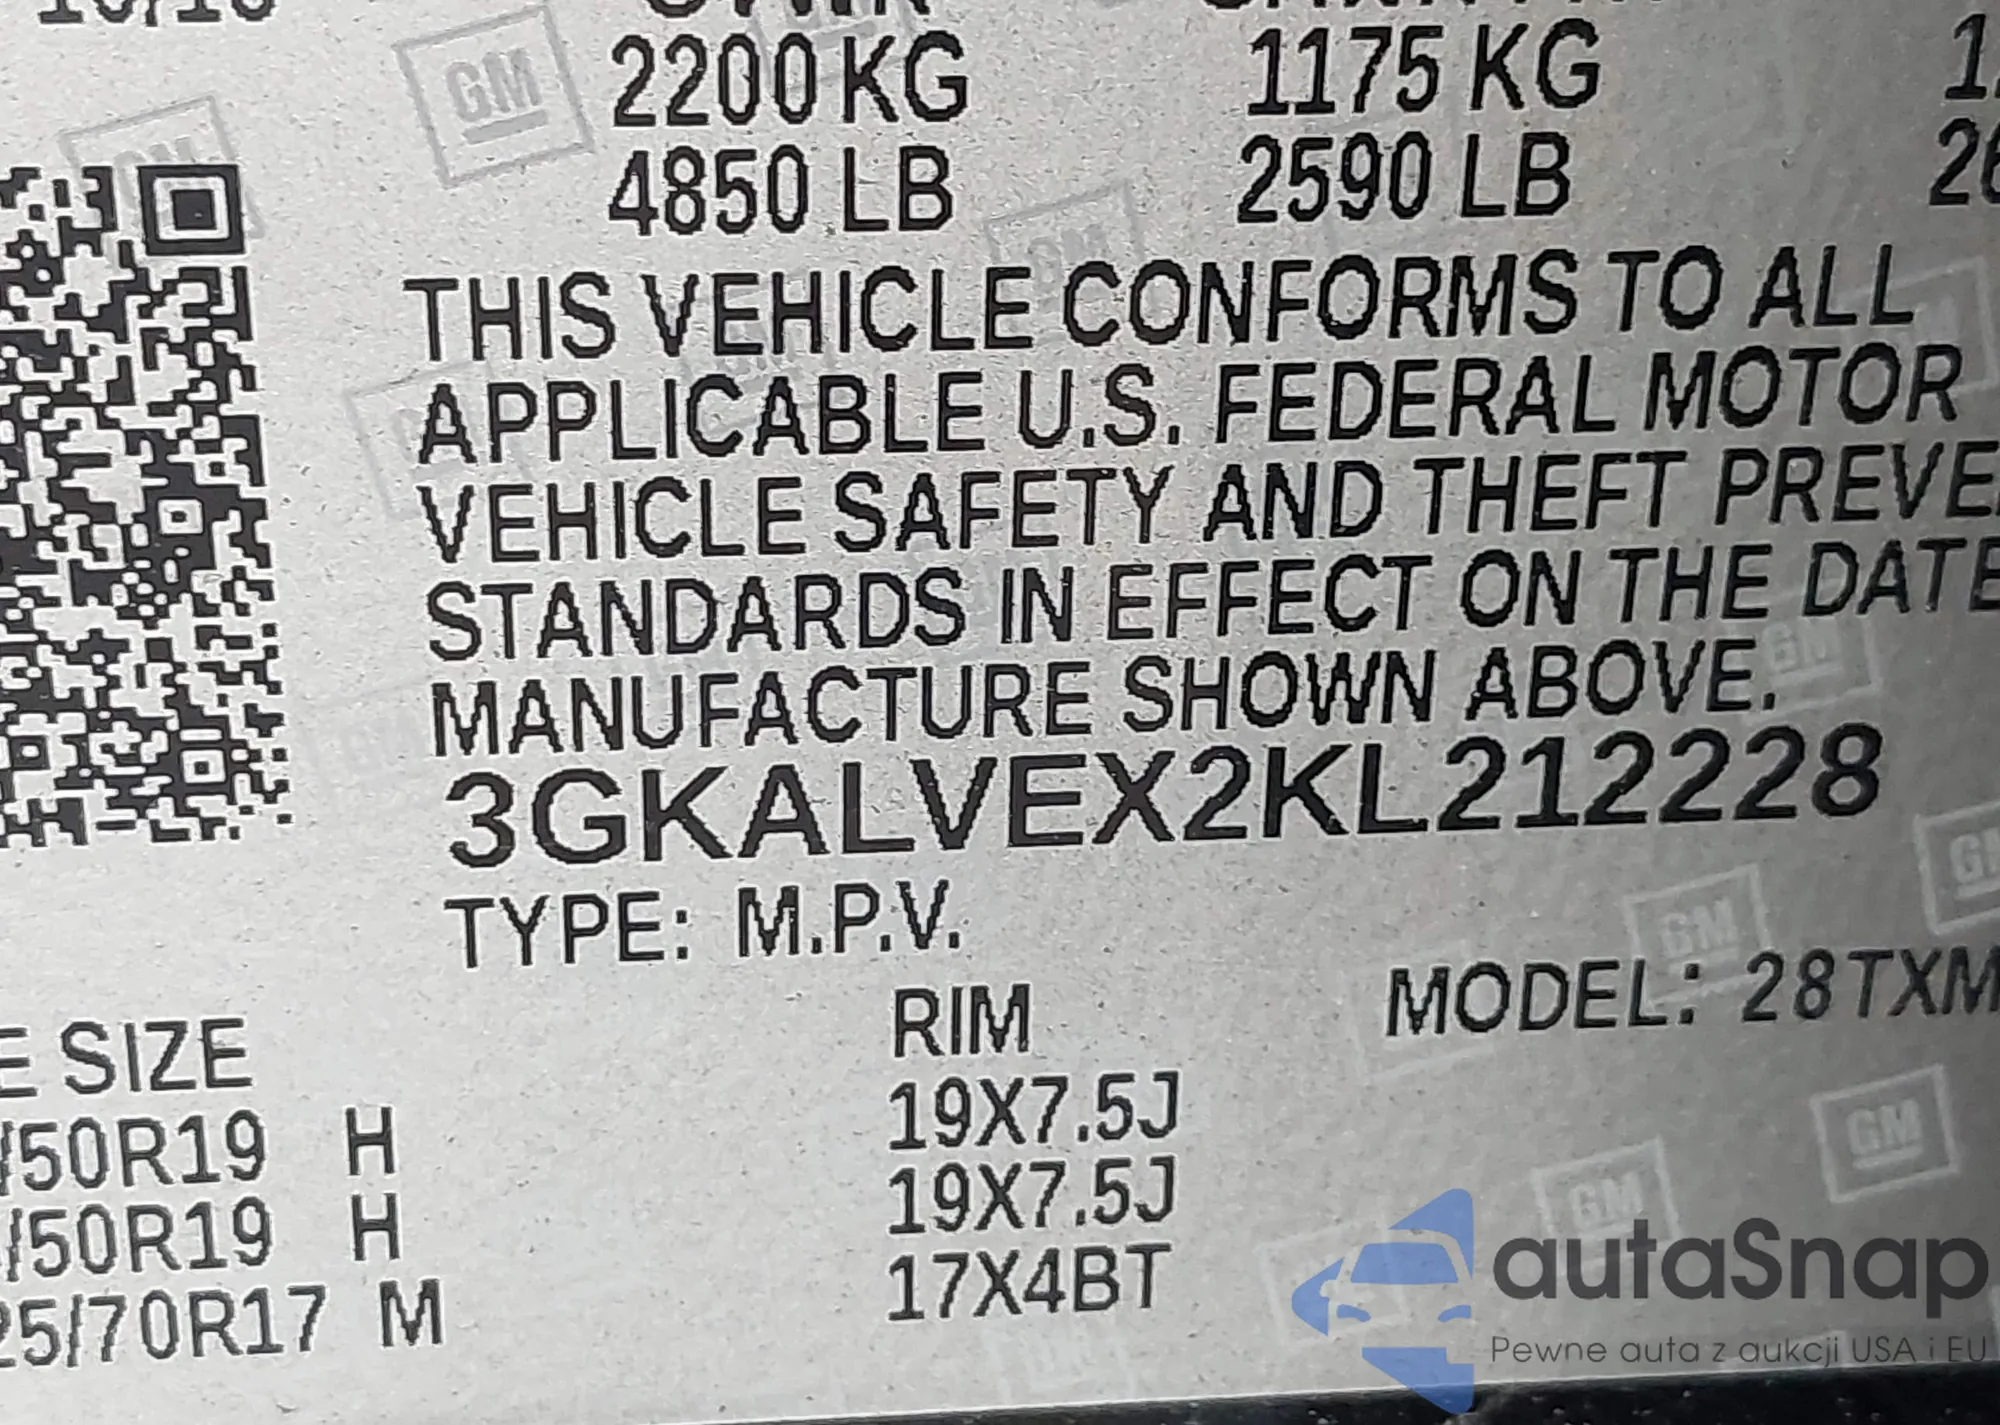 2200 KG 1175 KG
4850 LB 2590 LB
THIS VEHICLE CONFORMS TO ALL
APPLICABLE U.S. FEDERAL MOTOR
VEHICLE SAFETY AND THEFT PREVE
STANDARDS IN EFFECT ON THE DATE
MANUFACTURE SHOWN ABOVE.
3GKALVEX2KL212228
TYPE: M.P.V.
MODEL: 28TXM
E SIZE RIM
/50R19 H 19X7.5J
/50R19 H 19X7.5J
25/70R17 M 17X4BT
GM
autaSnap
Pewne auta z aukcji USA i EU